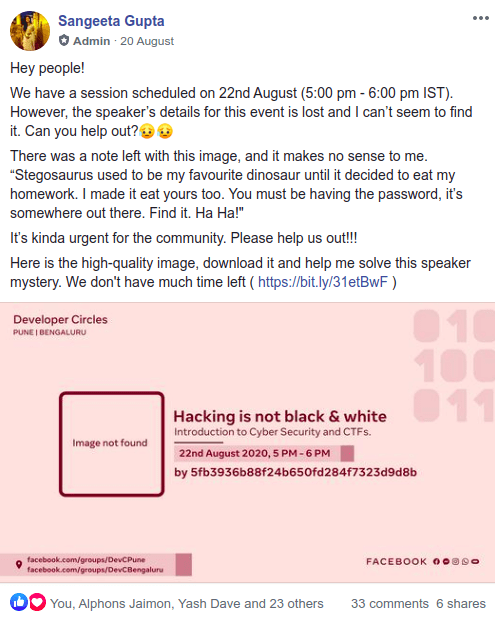 Sangeeta Gupta
Admin · 20 August
Hey people!
We have a session scheduled on 22nd August (5:00 pm - 6:00 pm IST).
However, the speaker's details for this event is lost and I can't seem to find
it. Can you help out?😥😥
There was a note left with this image, and it makes no sense to me.
“Stegosaurus used to be my favourite dinosaur until it decided to eat my
homework. I made it eat yours too. You must be having the password, it's
somewhere out there. Find it. Ha Ha!"
It's kinda urgent for the community. Please help us out!!!
Here is the high-quality image, download it and help me solve this speaker
mystery. We don't have much time left ( https://bit.ly/31etBwF )
Developer Circles
PUNE | BENGALURU
010
100
011
Image not found
Hacking is not black & white
Introduction to Cyber Security and CTFs.
22nd August 2020, 5 PM - 6 PM
by 5fb3936b88f24b650fd284f7323d9d8b
facebook.com/groups/DevCPune
facebook.com/groups/DevCBengaluru
FACEBOOK
You, Alphons Jaimon, Yash Dave and 23 others
33 comments 6 shares